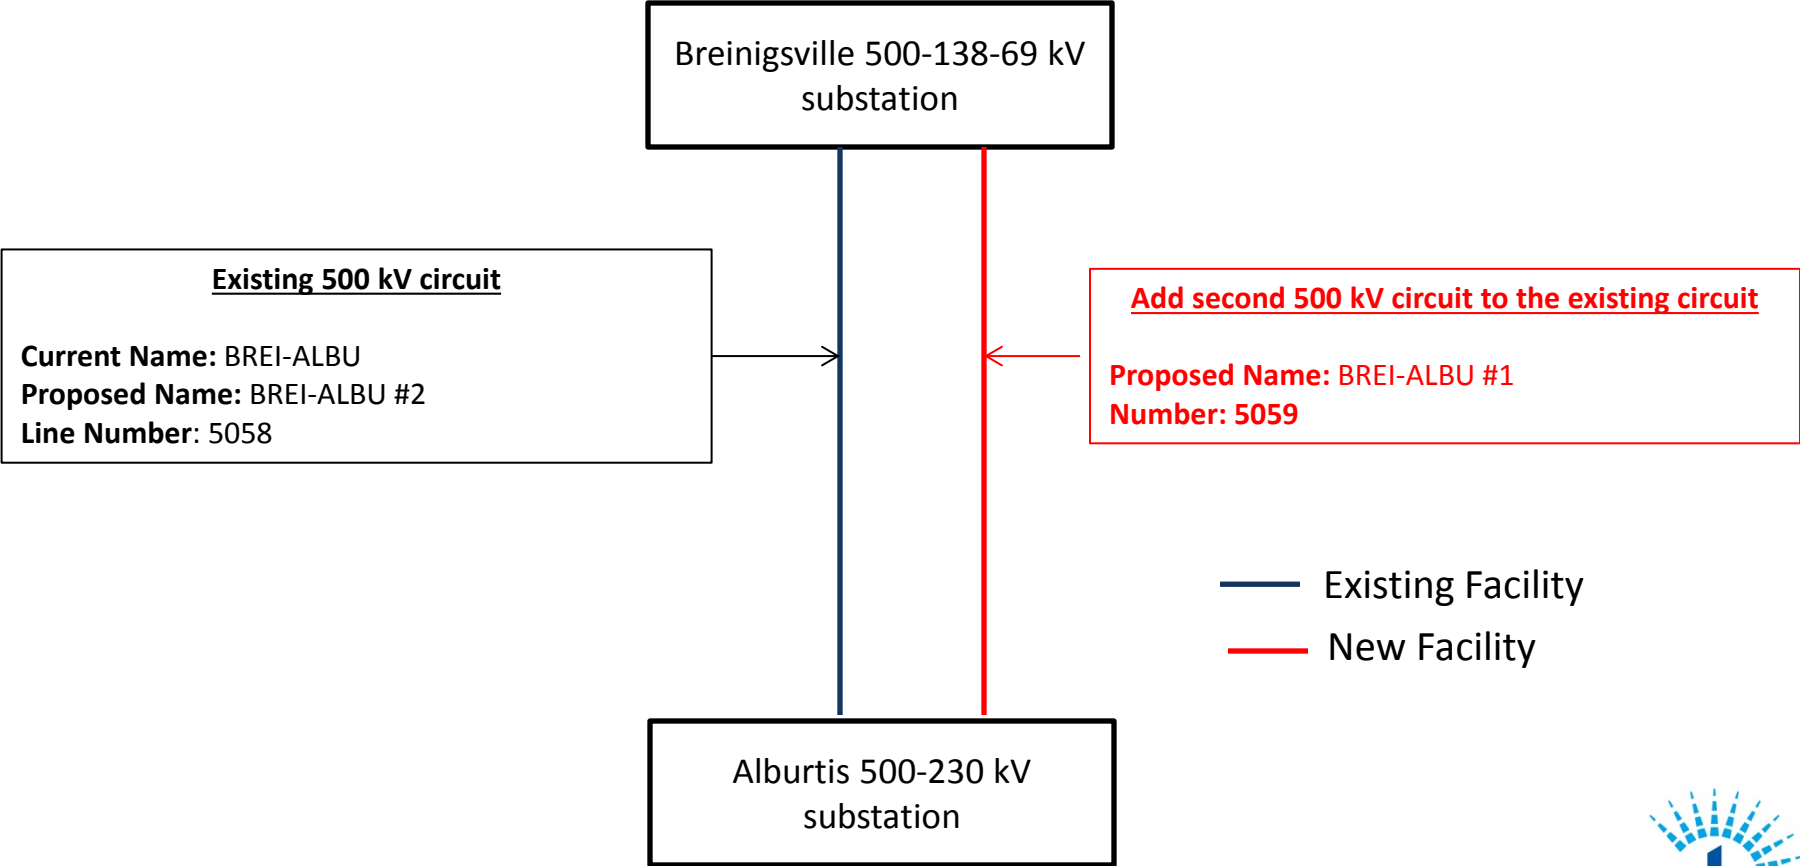 Breinigsville 500-138-69 kV
substation
Existing 500 kV circuit
Current Name: BREI-ALBU
Proposed Name: BREI-ALBU #2
Line Number: 5058
Add second 500 kV circuit to the existing circuit
Proposed Name: BREI-ALBU #1
Number: 5059
Existing Facility
New Facility
Alburtis 500-230 kV
substation